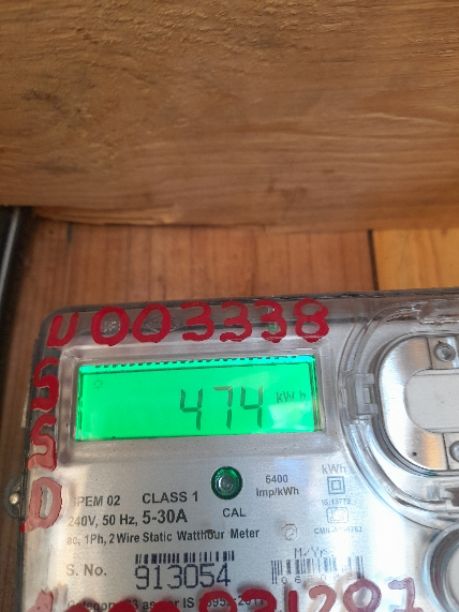 U003338
S
S
D
474 kWh
kWh
6400
Imp/kWh
SPEM 02 CLASS 1
240V, 50 Hz, 5-30A
CAL
ac, 1Ph, 2 Wire Static Watthour Meter
S. No. 913054